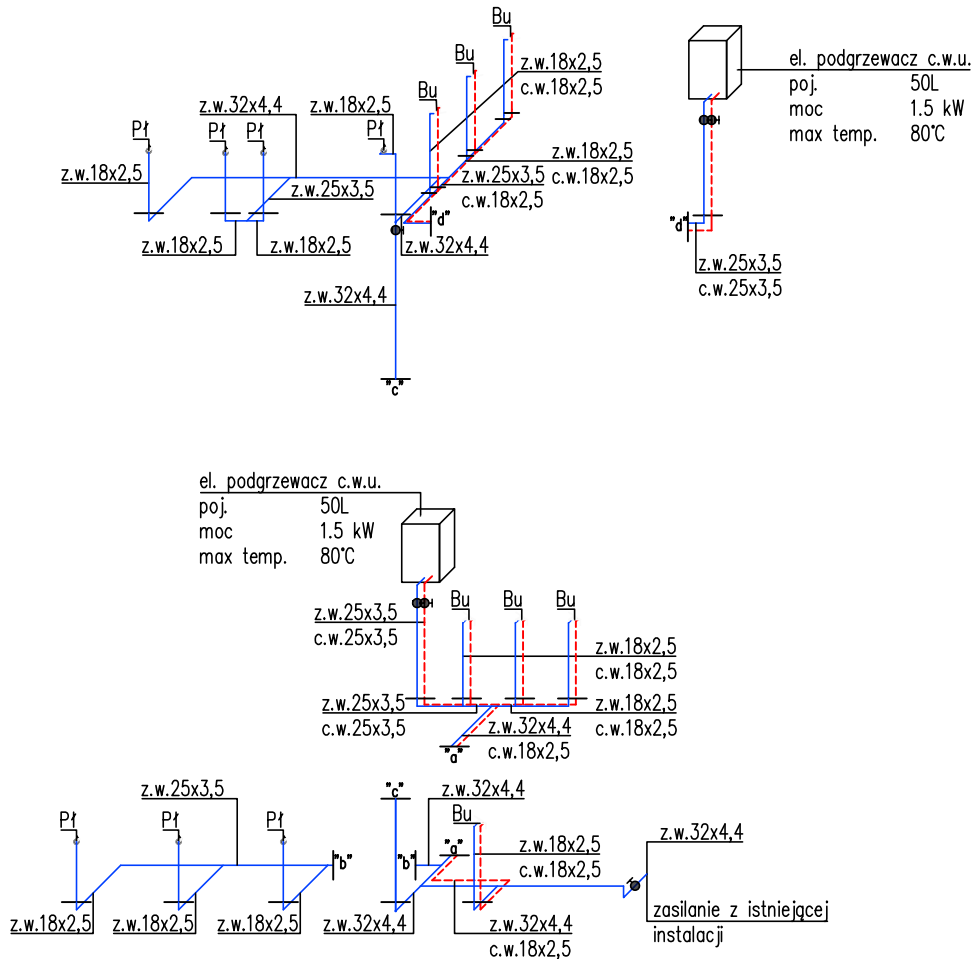 Bu
Bu
Bu
z.w.18x2,5
c.w.18x2,5
z.w.18x2,5
z.w.32x4,4
Pł
Pł
Pł
Pł
z.w.18x2,5
z.w.25x3,5
z.w.18x2,5
c.w.18x2,5
z.w.25x3,5
c.w.18x2,5
"d"
z.w.18x2,5
z.w.18x2,5
z.w.32x4,4
z.w.32x4,4
"c"
el. podgrzewacz c.w.u.
poj. 50L
moc 1.5 kW
max temp. 80°C
"d"
z.w.25x3,5
c.w.25x3,5
el. podgrzewacz c.w.u.
poj. 50L
moc 1.5 kW
max temp. 80°C
z.w.25x3,5
c.w.25x3,5
Bu
Bu
Bu
z.w.18x2,5
c.w.18x2,5
z.w.25x3,5
c.w.25x3,5
z.w.18x2,5
c.w.18x2,5
z.w.32x4,4
c.w.18x2,5
"a"
z.w.25x3,5
Pł
Pł
Pł
"b"
z.w.18x2,5
z.w.18x2,5
z.w.18x2,5
"c"
z.w.32x4,4
"b"
"a"
Bu
z.w.18x2,5
c.w.18x2,5
z.w.32x4,4
z.w.32x4,4
z.w.32x4,4
c.w.18x2,5
zasilanie z istniejącej
instalacji